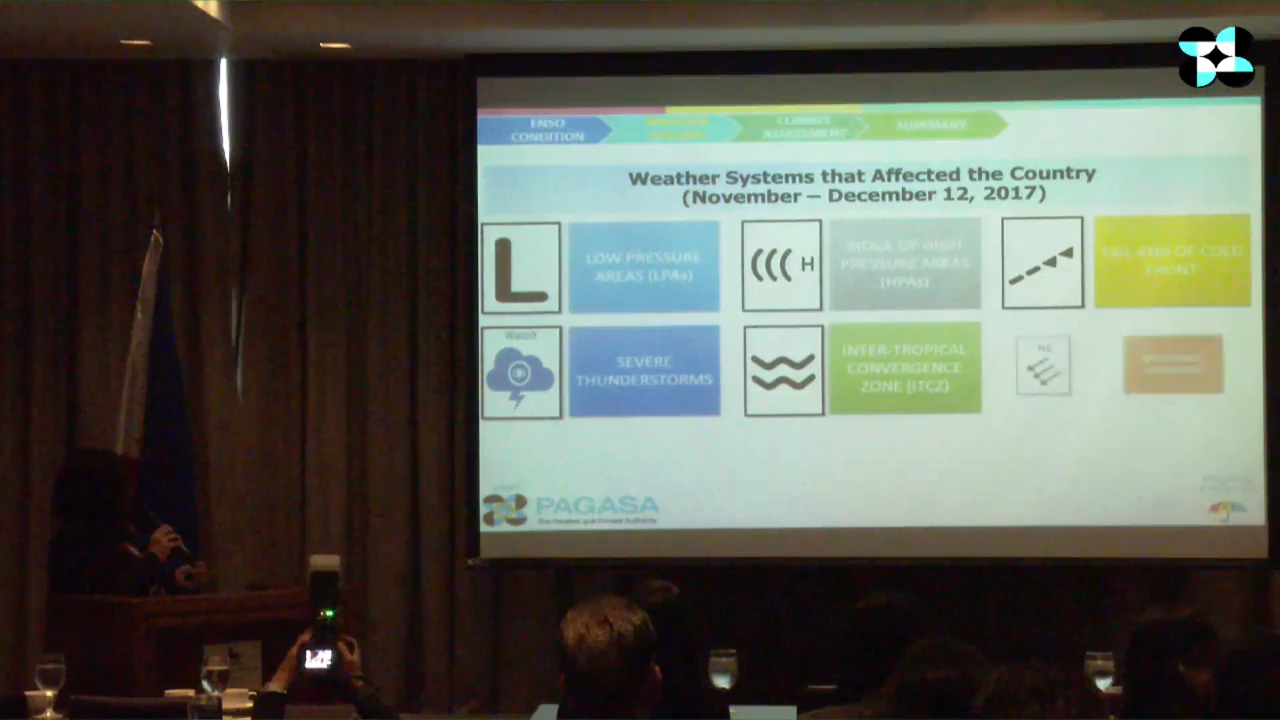 ENSO
CONDITION
CLIMATE
ASSESSMENT
SUMMARY
Weather Systems that Affected the Country
(November – December 12, 2017)
L
LOW PRESSURE
AREAS (LPAs)
H
RIDGE OF HIGH
PRESSURE AREAS
(HPAs)
TAIL-END OF COLD
FRONT
Watch
SEVERE
THUNDERSTORMS
INTER-TROPICAL
CONVERGENCE
ZONE (ITCZ)
NE
PAGASA